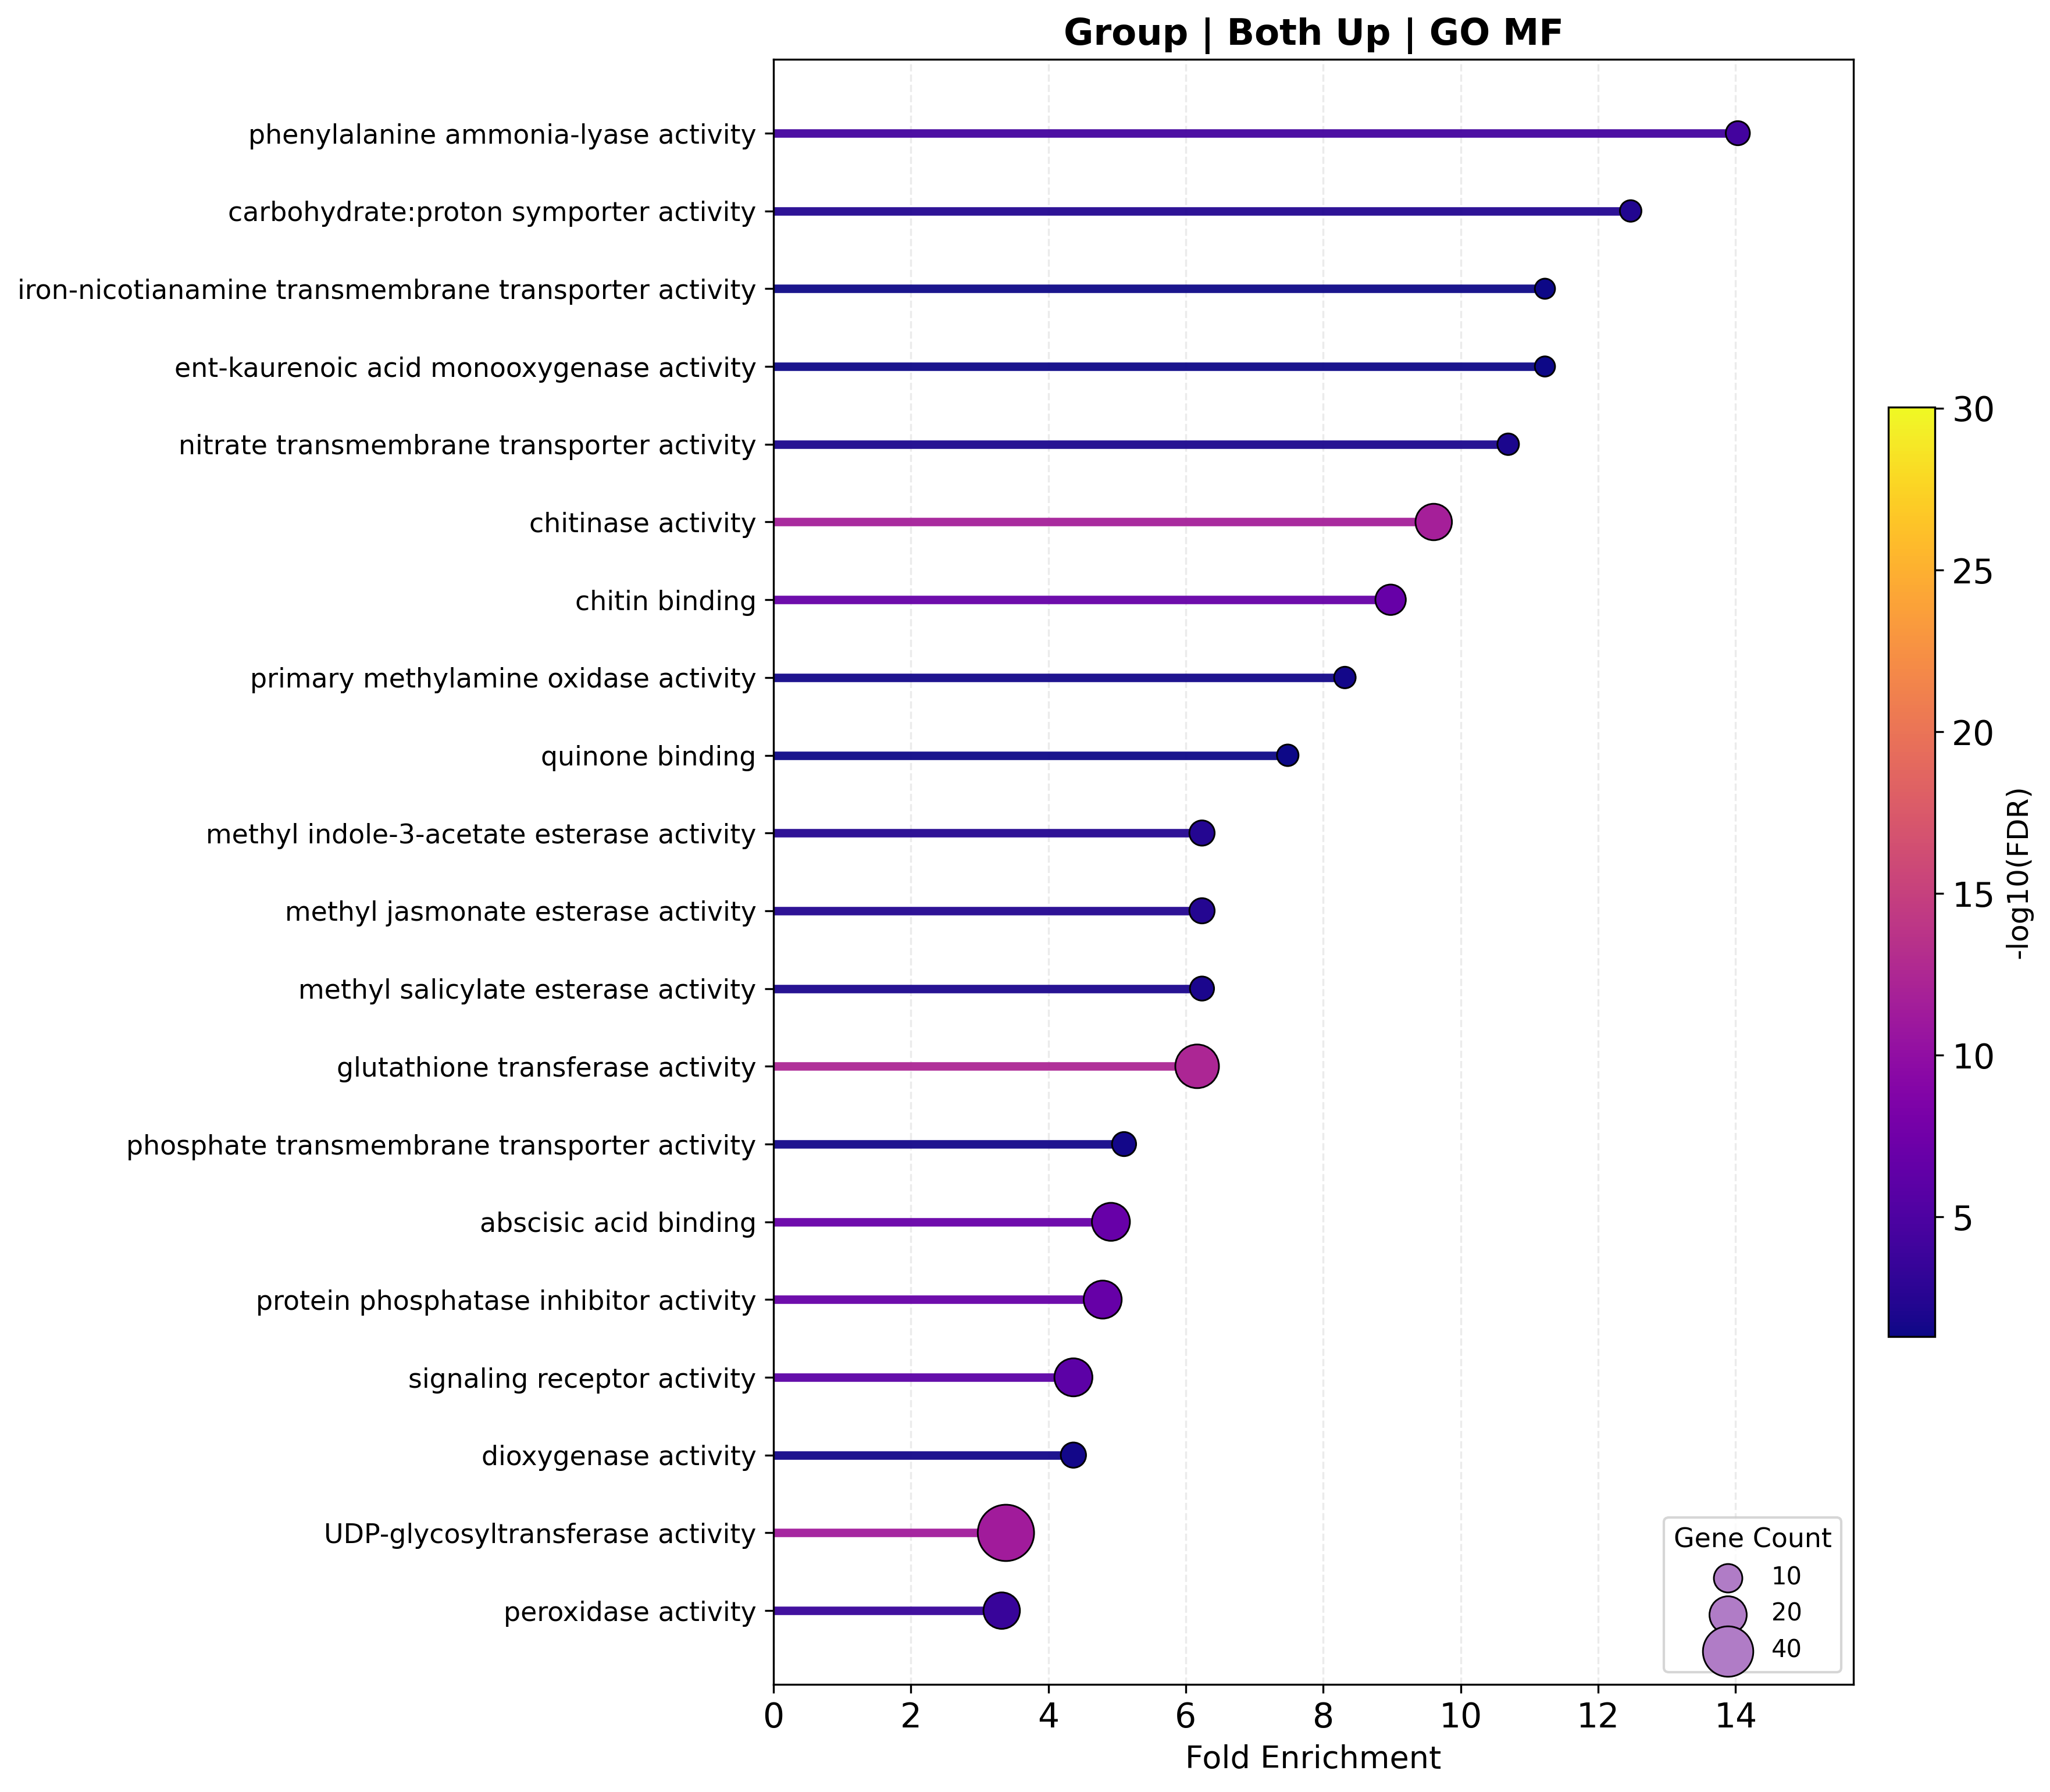 Group | Both Up | GO MF
phenylalanine ammonia-lyase activity
carbohydrate:proton symporter activity
iron-nicotianamine transmembrane transporter activity
ent-kaurenoic acid monooxygenase activity
nitrate transmembrane transporter activity
chitinase activity
chitin binding
primary methylamine oxidase activity
quinone binding
methyl indole-3-acetate esterase activity
methyl jasmonate esterase activity
methyl salicylate esterase activity
glutathione transferase activity
phosphate transmembrane transporter activity
abscisic acid binding
protein phosphatase inhibitor activity
signaling receptor activity
dioxygenase activity
UDP-glycosyltransferase activity
peroxidase activity
0 2 4 6 8 10 12 14
Fold Enrichment
Gene Count
10
20
40
30
25
20
15
10
5
-log10(FDR)